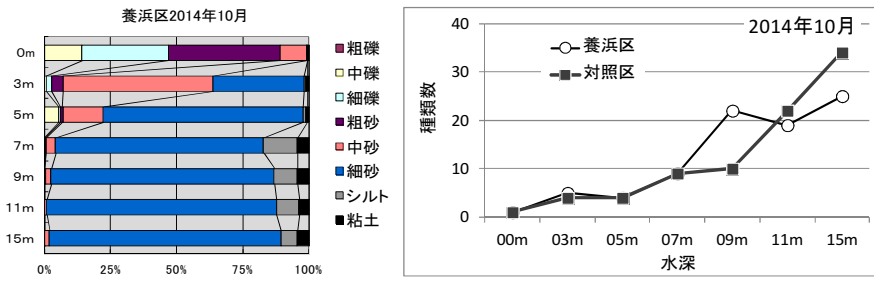 養浜区2014年10月
0m
3m
5m
7m
9m
11m
15m
0%
25%
50%
75%
100%
粗礫
中礫
細礫
粗砂
中砂
細砂
シルト
粘土
2014年10月
養浜区
対照区
種類数
40
30
20
10
0
00m
03m
05m
07m
09m
11m
15m
水深